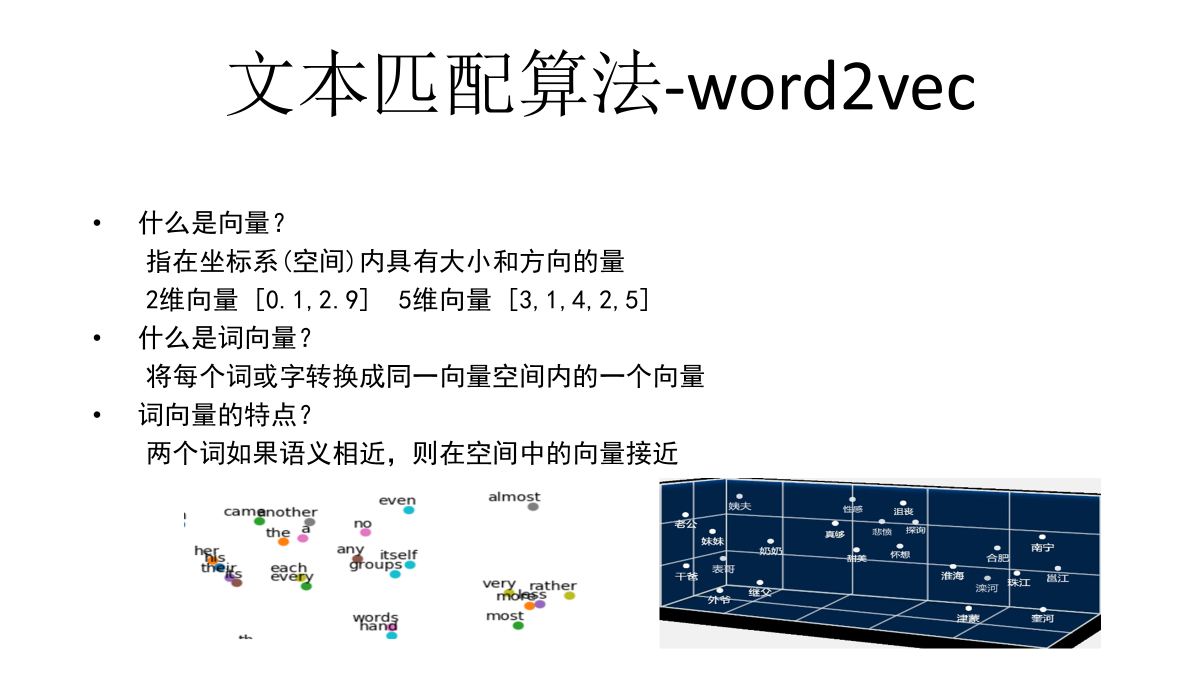 文本匹配算法-word2vec
• 什么是向量？
指在坐标系(空间)内具有大小和方向的量
2维向量 [0.1,2.9] 5维向量 [3,1,4,2,5]
• 什么是词向量？
将每个词或字转换成同一向量空间内的一个向量
• 词向量的特点？
两个词如果语义相近，则在空间中的向量接近
even
almost
came another
the a
no
her
his
their
its
each
every
any
itself
groups
very
rather
more
less
most
words
hand
th
姨夫
老公
妹妹
奶奶
干爸
表哥
外爷
继父
性感
沮丧
真够
悲愤
探询
甜美
怀想
合肥
南宁
淮海
滦河
珠江
邕江
津蒙
奎河